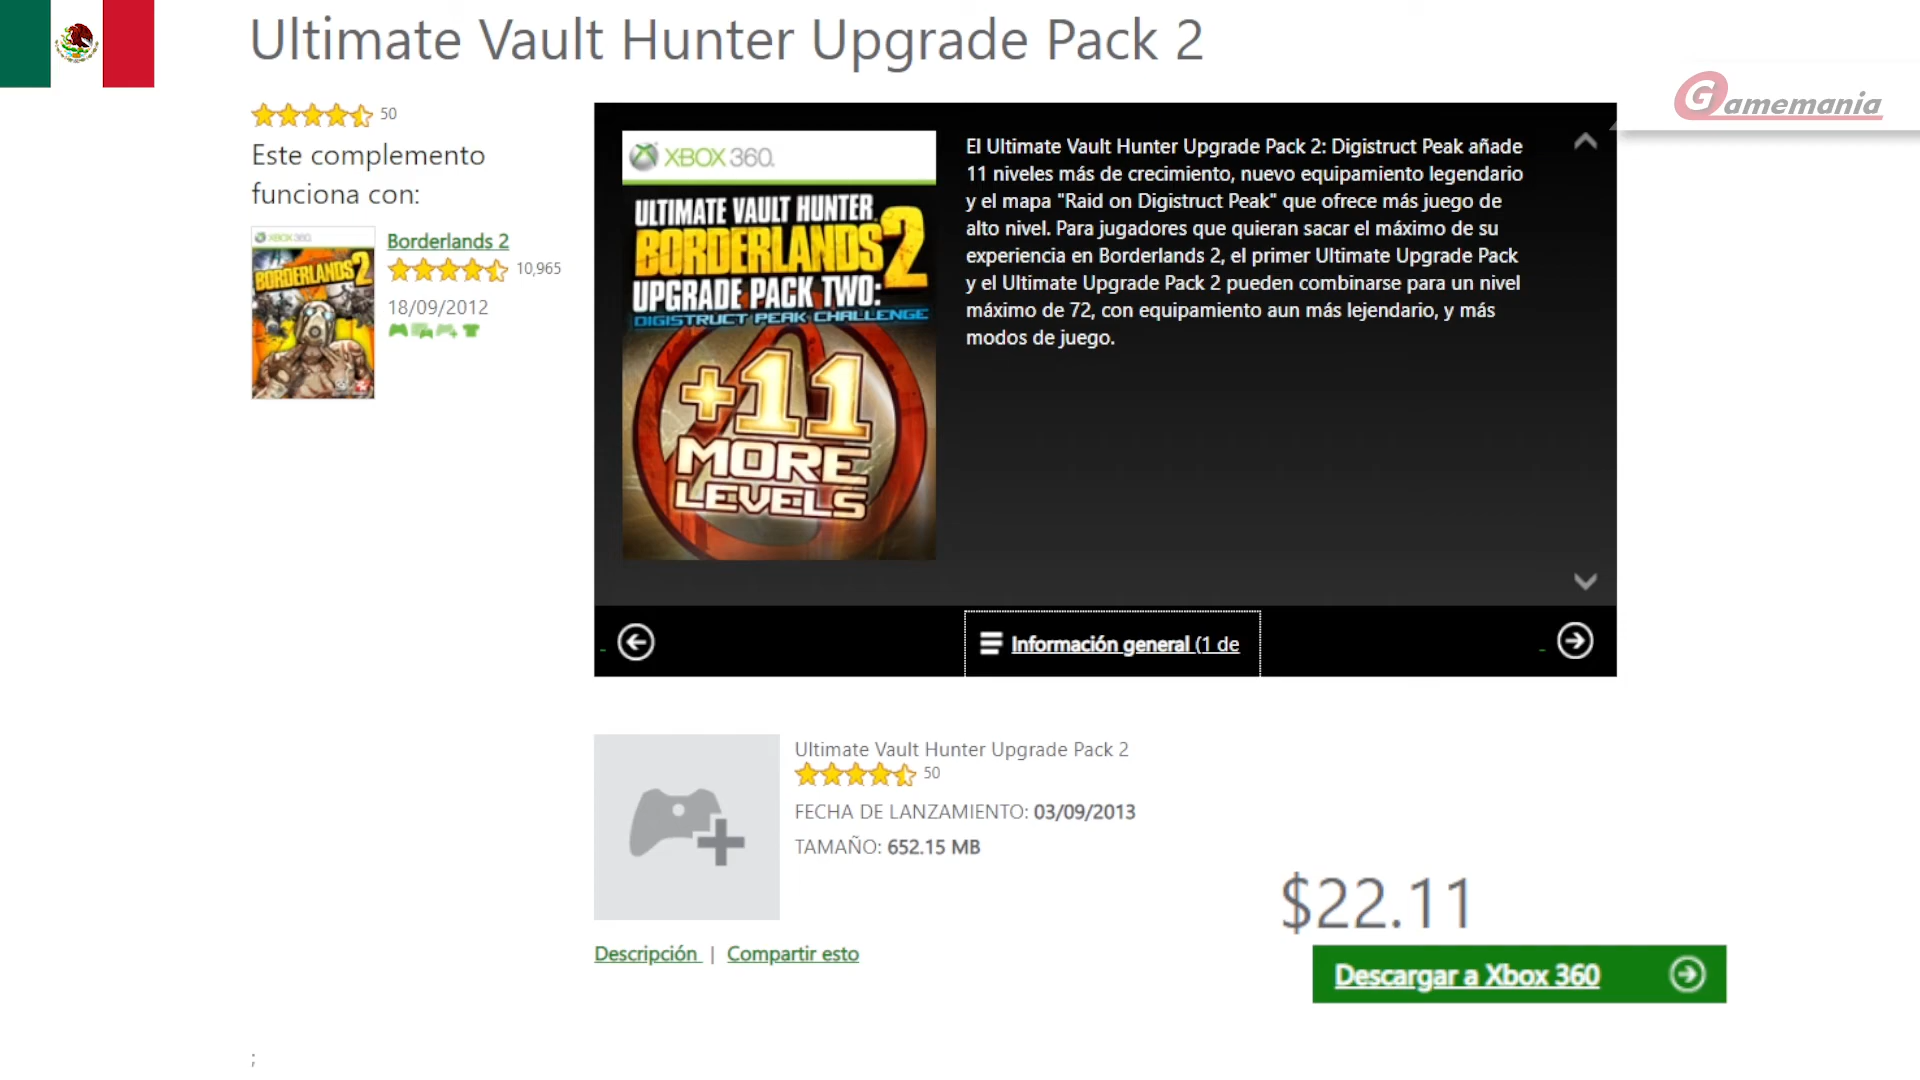 Ultimate Vault Hunter Upgrade Pack 2
Gamemania
50
Este complemento
funciona con:
XBOX 360
BORDERLANDS 2
Borderlands 2
10,965
18/09/2012
XBOX 360.
ULTIMATE VAULT HUNTER
BORDERLANDS 2
UPGRADE PACK TWO:
DIGISTRUCT PEAK CHALLENGE
+11
MORE
LEVELS
El Ultimate Vault Hunter Upgrade Pack 2: Digistruct Peak añade
11 niveles más de crecimiento, nuevo equipamiento legendario
y el mapa "Raid on Digistruct Peak" que ofrece más juego de
alto nivel. Para jugadores que quieran sacar el máximo de su
experiencia en Borderlands 2, el primer Ultimate Upgrade Pack
y el Ultimate Upgrade Pack 2 pueden combinarse para un nivel
máximo de 72, con equipamiento aun más lejendario, y más
modos de juego.
Información general (1 de
Ultimate Vault Hunter Upgrade Pack 2
50
FECHA DE LANZAMIENTO: 03/09/2013
TAMAÑO: 652.15 MB
$22.11
Descripción | Compartir esto
Descargar a Xbox 360
;